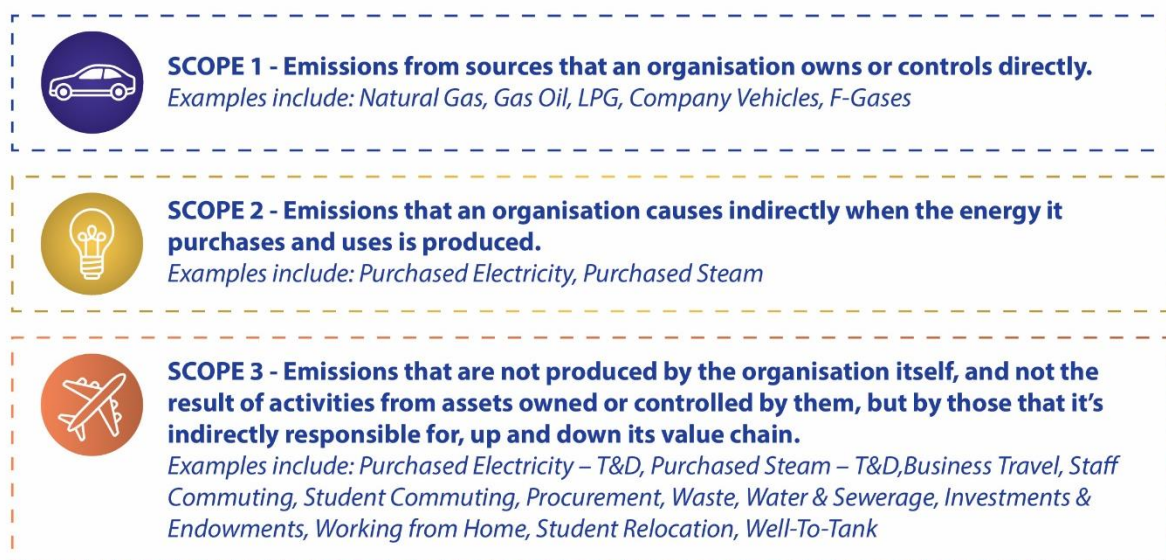 SCOPE 1 - Emissions from sources that an organisation owns or controls directly.
Examples include: Natural Gas, Gas Oil, LPG, Company Vehicles, F-Gases
SCOPE 2 - Emissions that an organisation causes indirectly when the energy it
purchases and uses is produced.
Examples include: Purchased Electricity, Purchased Steam
SCOPE 3 - Emissions that are not produced by the organisation itself, and not the
result of activities from assets owned or controlled by them, but by those that it's
indirectly responsible for, up and down its value chain.
Examples include: Purchased Electricity – T&D, Purchased Steam – T&D,Business Travel, Staff
Commuting, Student Commuting, Procurement, Waste, Water & Sewerage, Investments &
Endowments, Working from Home, Student Relocation, Well-To-Tank